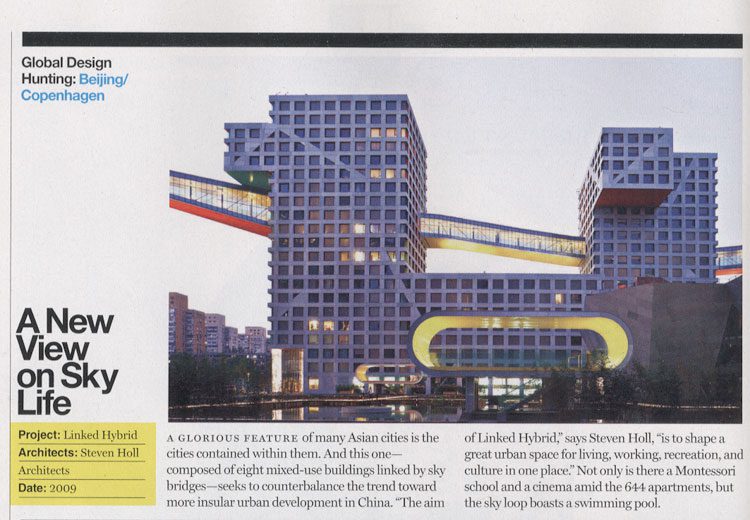 Global Design
Hunting: Beijing/
Copenhagen
A New
View
on Sky
Life
Project: Linked Hybrid
Architects: Steven Holl
Architects
Date: 2009
A GLORIOUS FEATURE of many Asian cities is the
cities contained within them. And this one—
composed of eight mixed-use buildings linked by sky
bridges—seeks to counterbalance the trend toward
more insular urban development in China. “The aim
of Linked Hybrid,” says Steven Holl, “is to shape a
great urban space for living, working, recreation, and
culture in one place.” Not only is there a Montessori
school and a cinema amid the 644 apartments, but
the sky loop boasts a swimming pool.